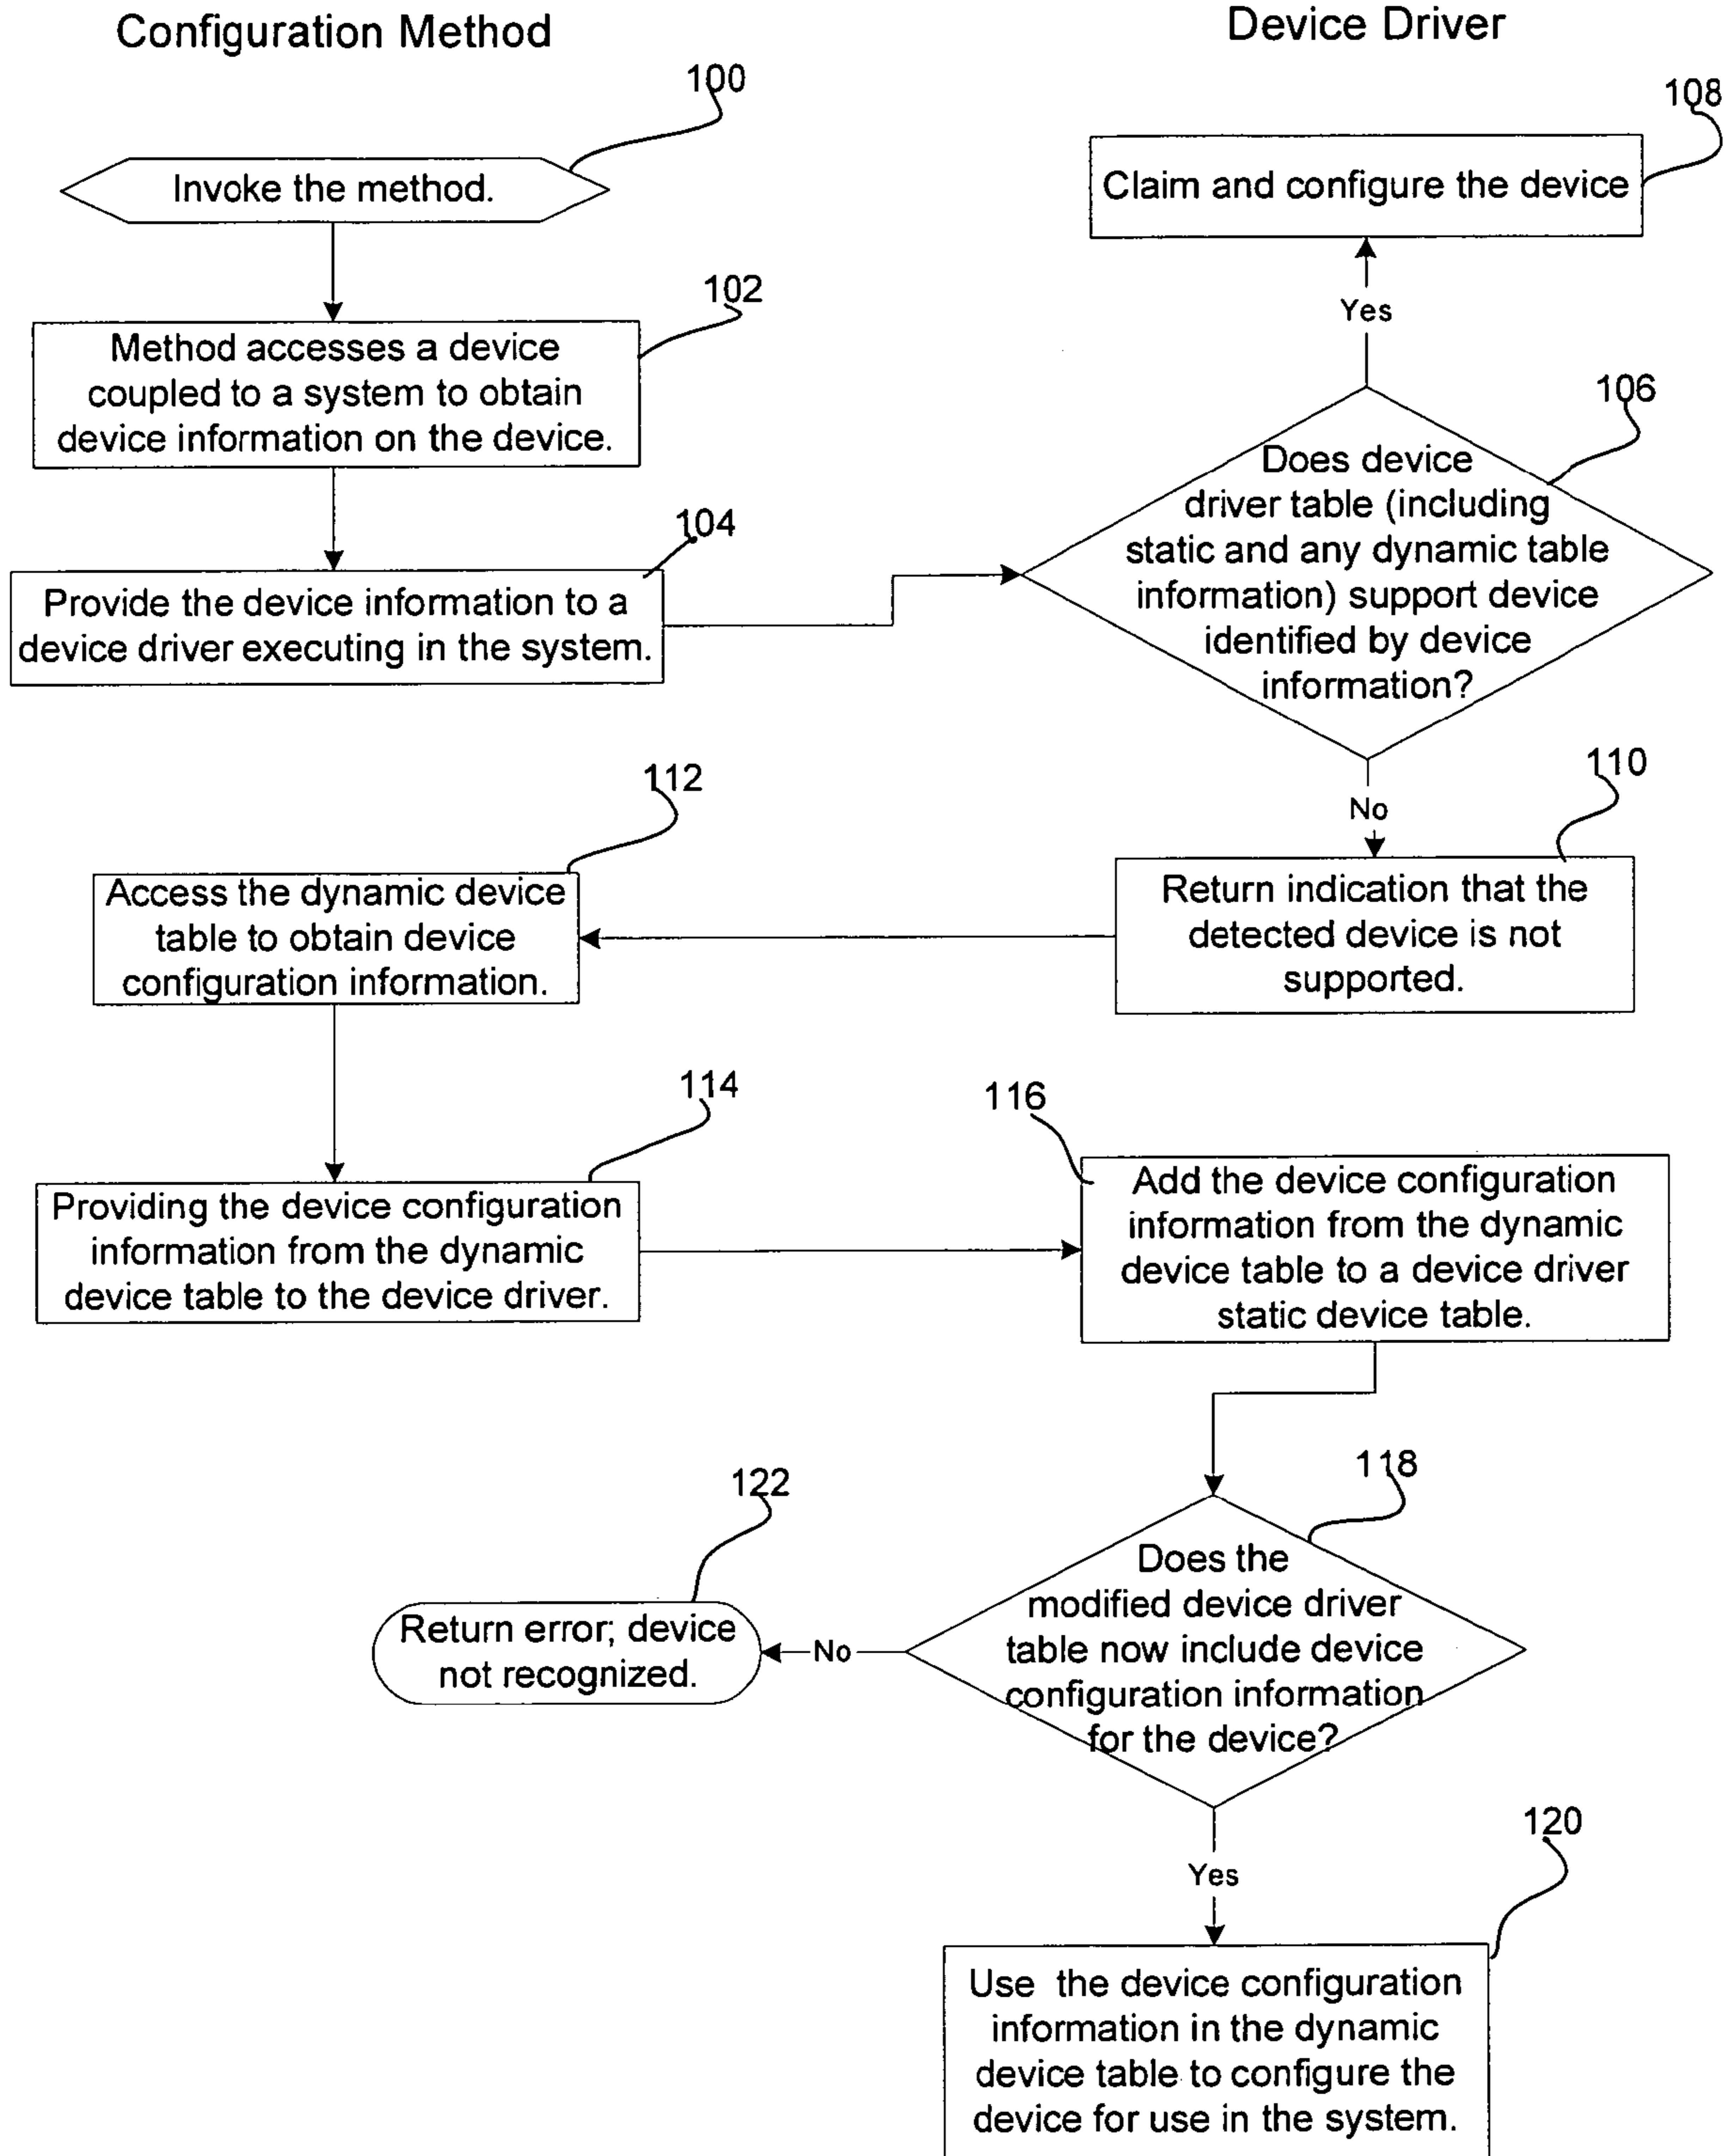 Configuration Method
Device Driver
100
108
Invoke the method.
Claim and configure the device
102
Yes
Method accesses a device
coupled to a system to obtain
device information on the device.
106
Does device
driver table (including
static and any dynamic table
information) support device
identified by device
information?
104
Provide the device information to a
device driver executing in the system.
No
110
Return indication that the
detected device is not
supported.
112
Access the dynamic device
table to obtain device
configuration information.
114
Providing the device configuration
information from the dynamic
device table to the device driver.
116
Add the device configuration
information from the dynamic
device table to a device driver
static device table.
118
Does the
modified device driver
table now include device
configuration information
for the device?
122
No
Return error; device
not recognized.
Yes
120
Use the device configuration
information in the dynamic
device table to configure the
device for use in the system.